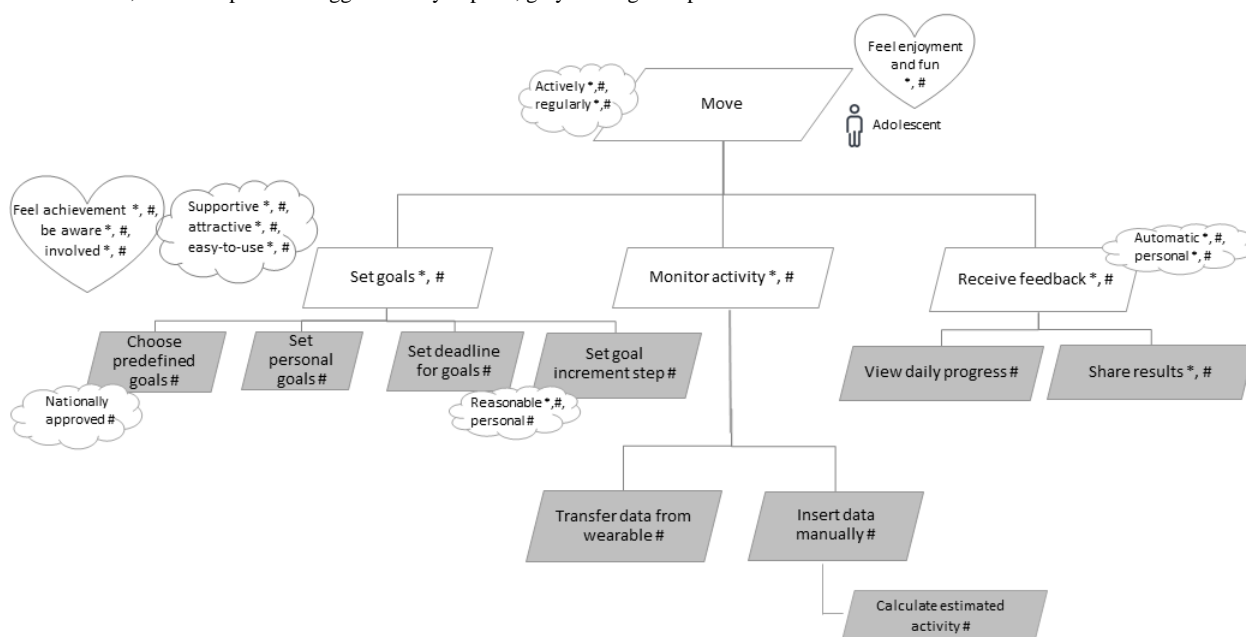 Feel enjoyment
and fun
*, #
Actively *,#,
regularly *,#
Move
Adolescent
Feel achievement *, #,
be aware *, #,
involved *, #
Supportive *, #,
attractive *, #,
easy-to-use *, #
Set goals *, #
Monitor activity *, #
Receive feedback *, #
Automatic *, #,
personal *, #
Choose
predefined
goals #
Set
personal
goals #
Set deadline
for goals #
Set goal
increment step #
View daily progress #
Share results *, #
Nationally
approved #
Reasonable *,#,
personal #
Transfer data from
wearable #
Insert data
manually #
Calculate estimated
activity #